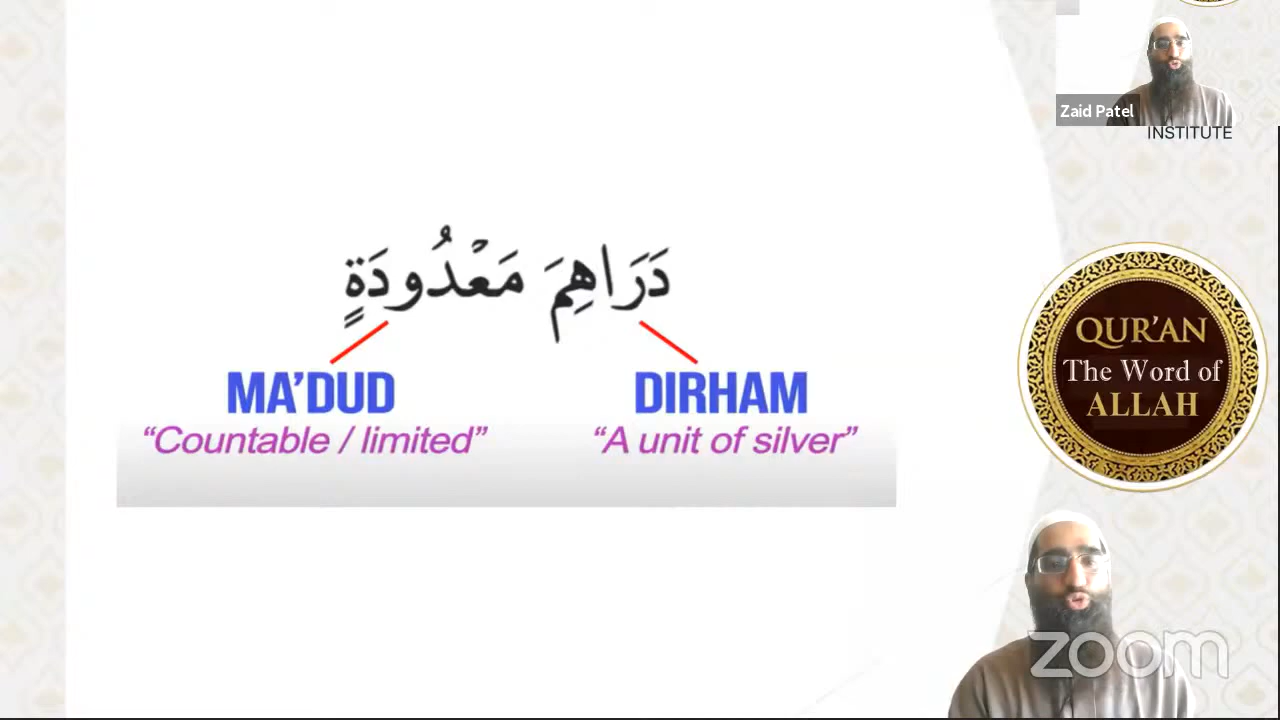 Zaid Patel
INSTITUTE
دَرَاهِمَ مَعْدُودَةٍ
MA’DUD
DIRHAM
“Countable / limited”
“A unit of silver”
QUR’AN
The Word of
ALLAH
zoom